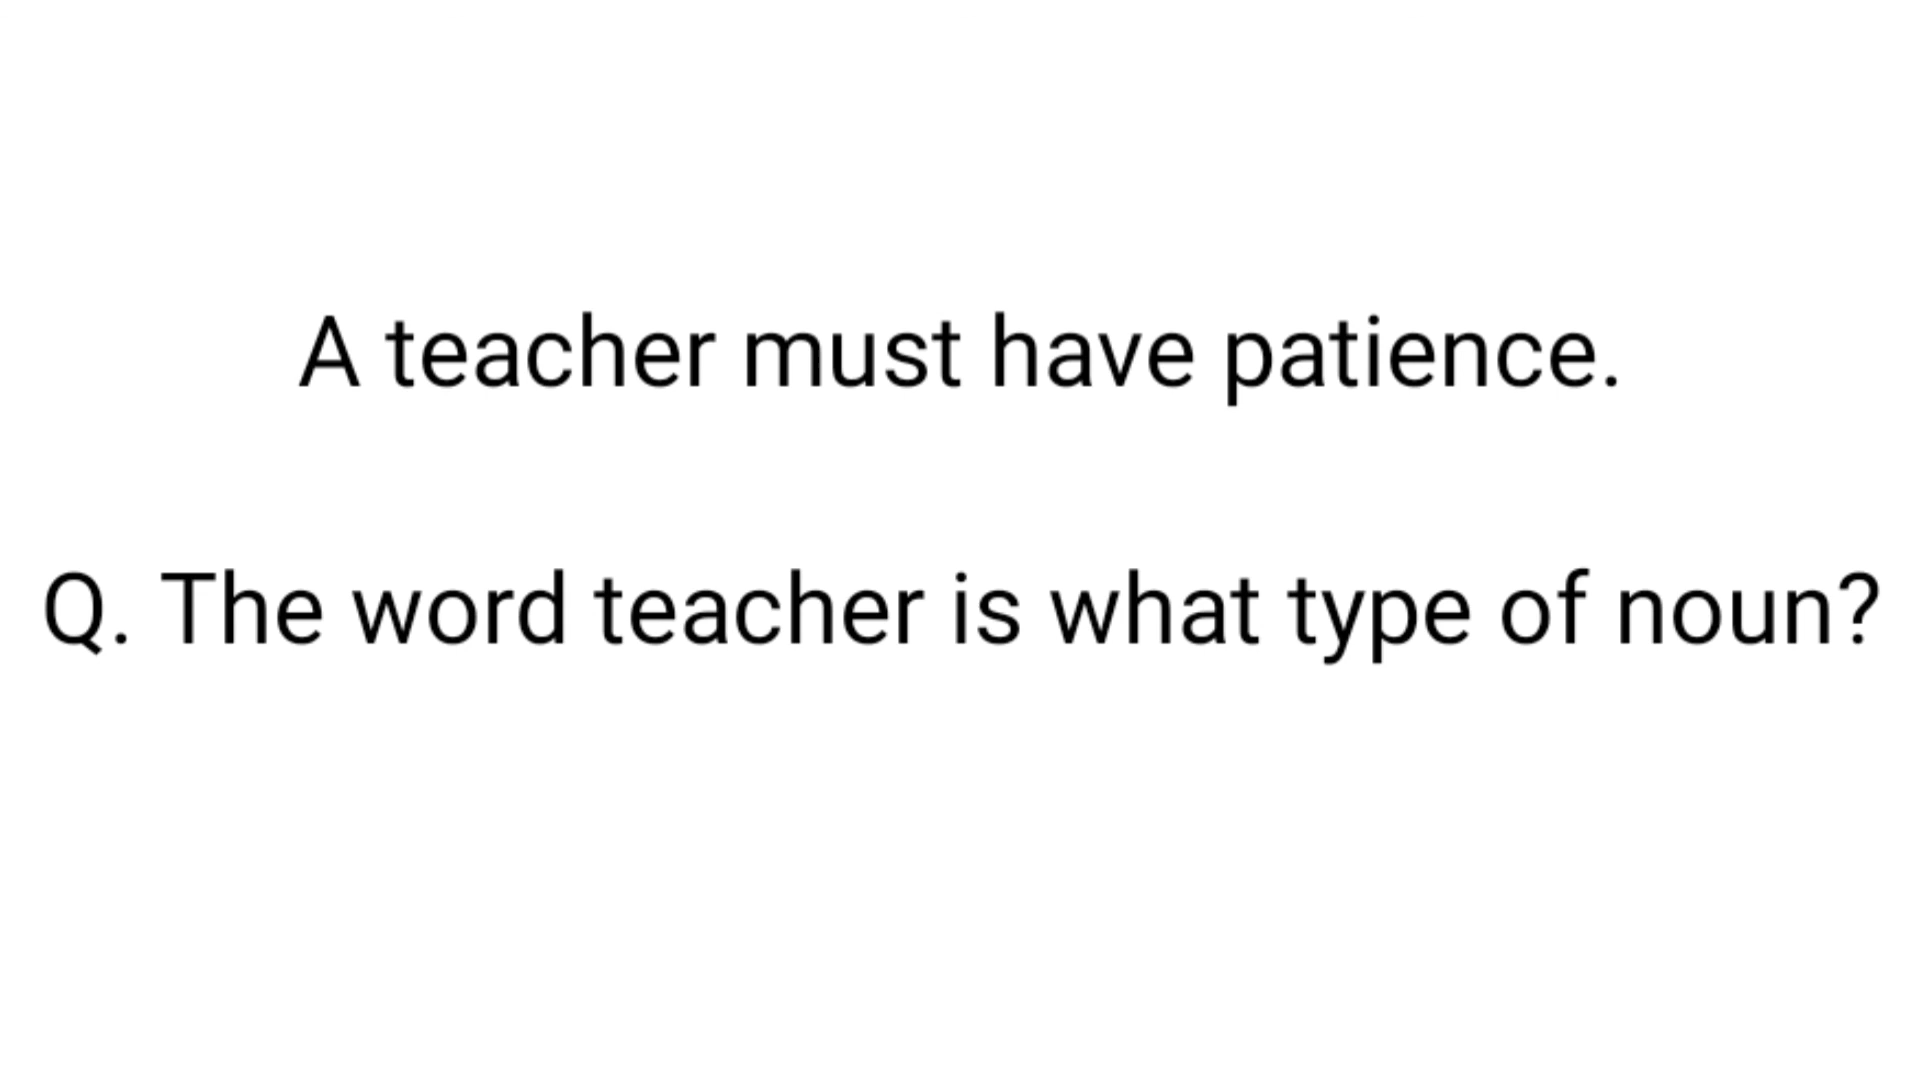 A teacher must have patience.
Q. The word teacher is what type of noun?